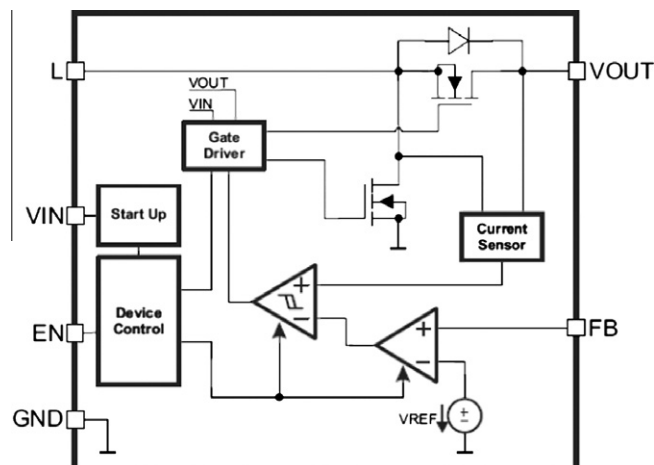 L
VOUT
VOUT
VIN
Gate
Driver
VIN
Start Up
Current
Sensor
Device
Control
EN
FB
GND
VREF